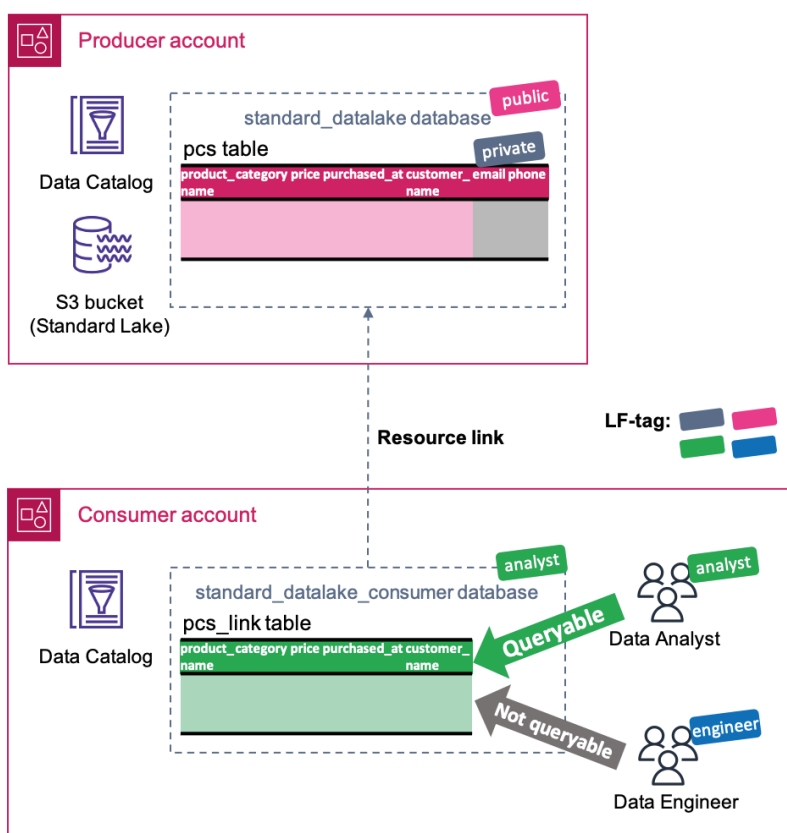 Producer account
public
standard_datalake database
private
pcs table
Data Catalog
product_category price purchased_at customer_ email phone
name name
S3 bucket
(Standard Lake)
Resource link
LF-tag:
Consumer account
analyst
analyst
standard_datalake_consumer database
pcs_link table
Queryable
Data Analyst
Data Catalog
product_category price purchased_at customer_
name name
Not queryable
engineer
Data Engineer